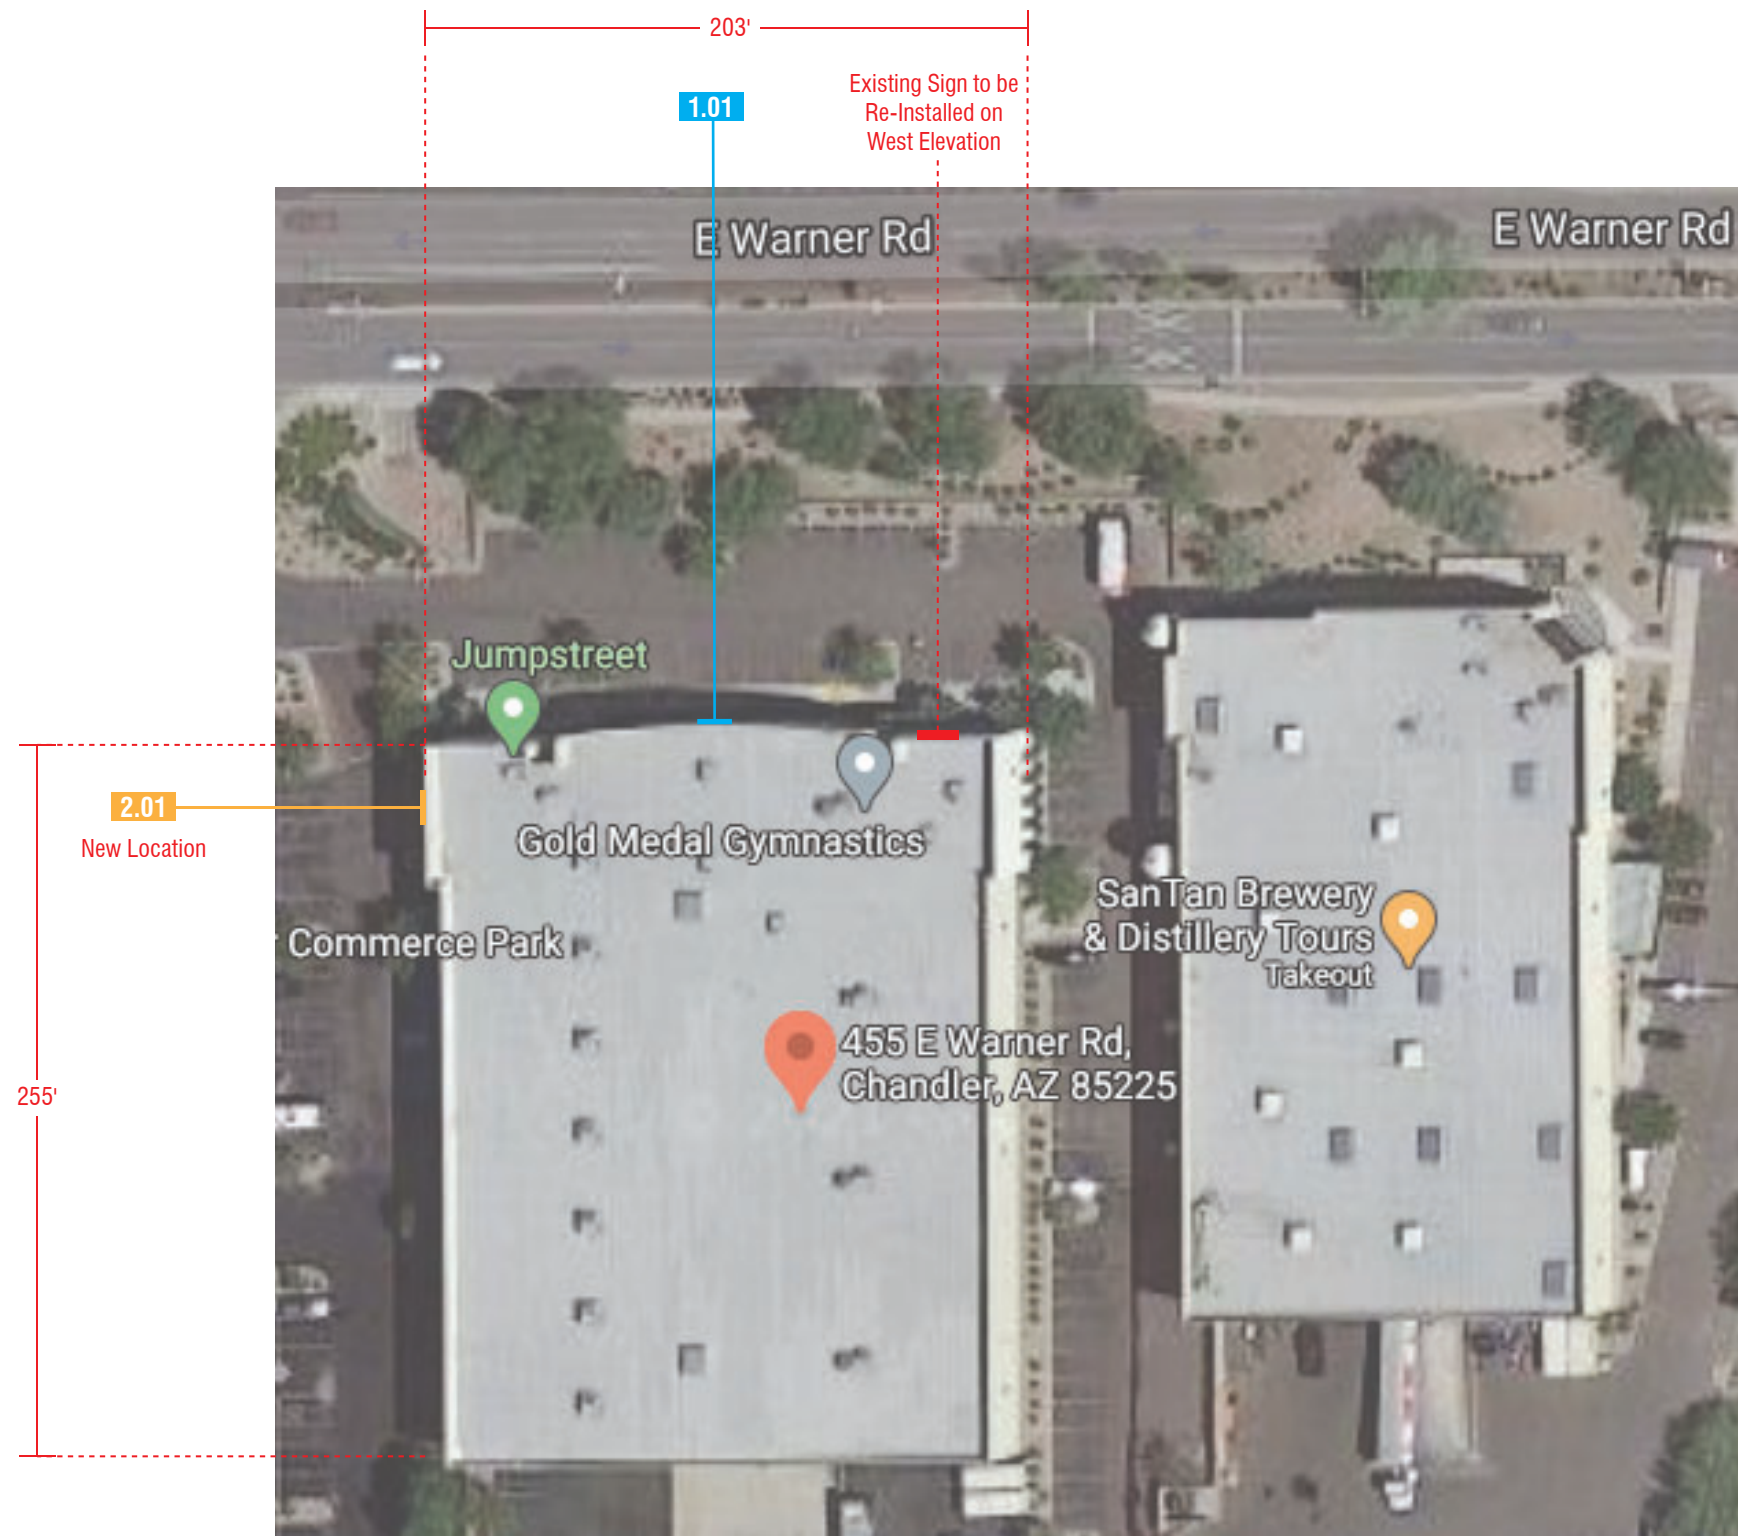 203'
1.01
Existing Sign to be
Re-Installed on
West Elevation
E Warner Rd
E Warner Rd
Jumpstreet
2.01
New Location
Gold Medal Gymnastics
SanTan Brewery
& Distillery Tours
Takeout
Commerce Park
455 E Warner Rd,
Chandler, AZ 85225
255'